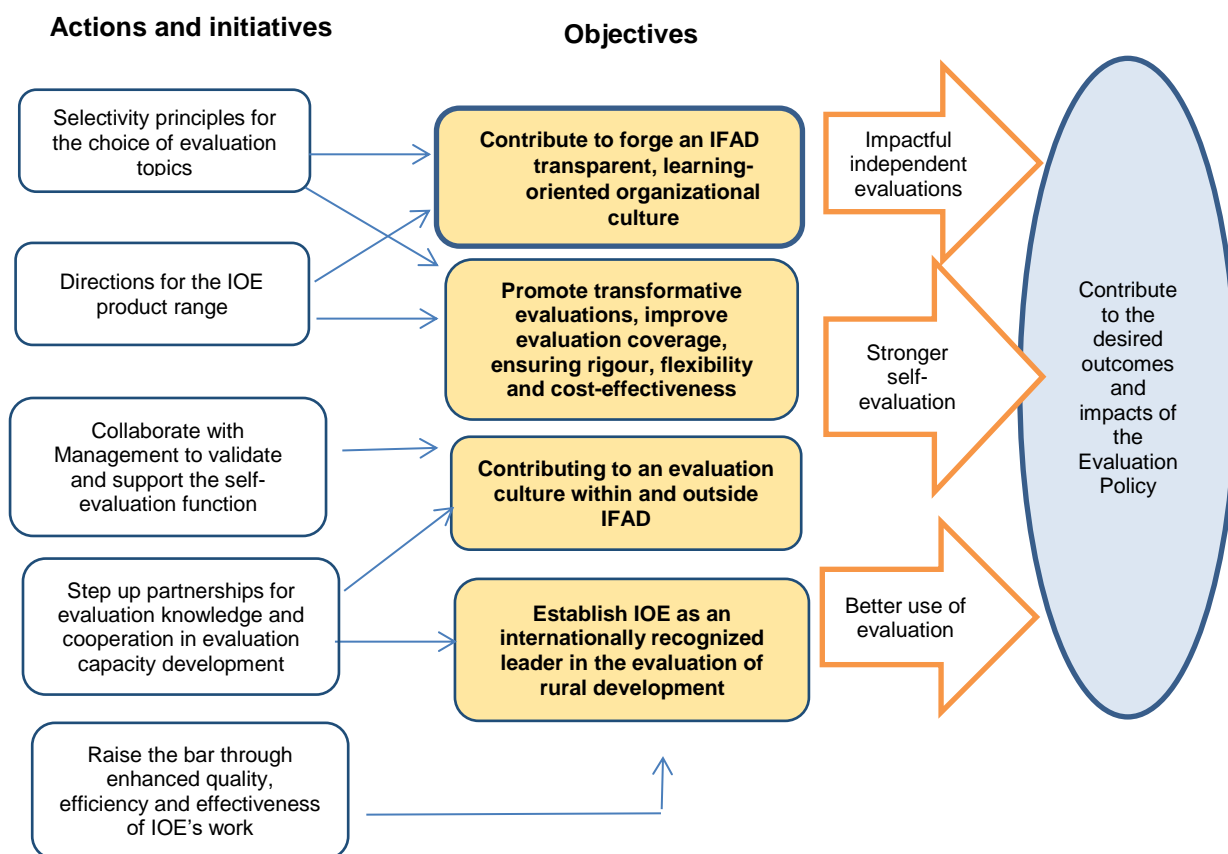 Actions and initiatives
Objectives
Selectivity principles for
the choice of evaluation
topics
Directions for the IOE
product range
Collaborate with
Management to validate
and support the self-
evaluation function
Step up partnerships for
evaluation knowledge and
cooperation in evaluation
capacity development
Raise the bar through
enhanced quality,
efficiency and effectiveness
of IOE's work
Contribute to forge an IFAD
transparent, learning-
oriented organizational
culture
Promote transformative
evaluations, improve
evaluation coverage,
ensuring rigour, flexibility
and cost-effectiveness
Contributing to an evaluation
culture within and outside
IFAD
Establish IOE as an
internationally recognized
leader in the evaluation of
rural development
Impactful
independent
evaluations
Stronger
self-
evaluation
Better use of
evaluation
Contribute
to the
desired
outcomes
and
impacts of
the
Evaluation
Policy